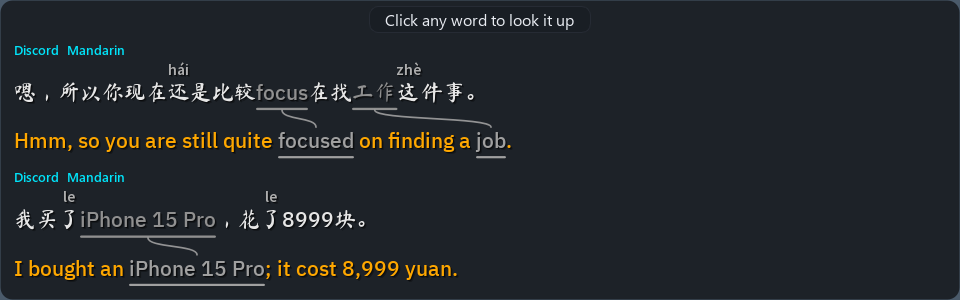 Click any word to look it up
Discord Mandarin
hái zhè
嗯，所以你现在还是比较focus在找工作这件事。
Hmm, so you are still quite focused on finding a job.
Discord Mandarin
le le
我买了iPhone 15 Pro，花了8999块。
I bought an iPhone 15 Pro; it cost 8,999 yuan.